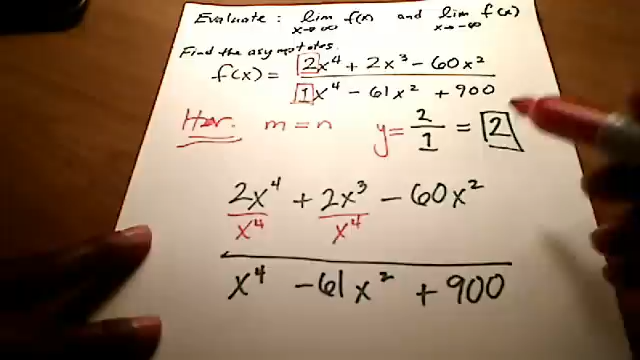 Evaluate: lim x→∞ f(x) and lim x→-∞ f(x)
Find the asymptotes.
f(x) = 2x⁴ + 2x³ - 60x²
1x⁴ - 61x² + 900
Hor. m = n y = 2/1 = 2
2x⁴/x⁴ + 2x³/x⁴ - 60x²
x⁴ - 61x² + 900